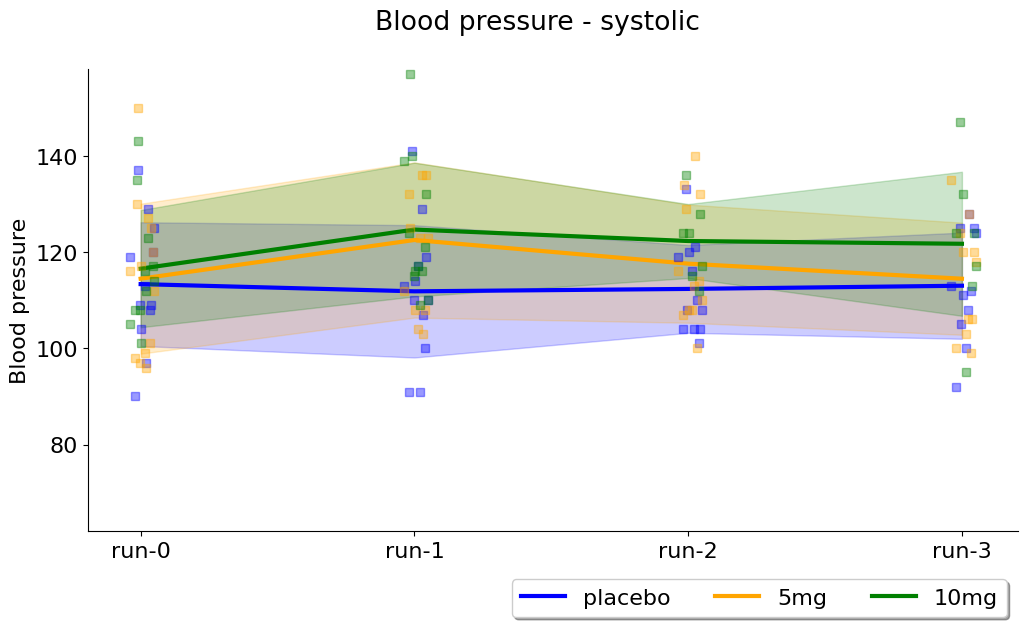 Blood pressure - systolic
Blood pressure
140
120
100
80
run-0 run-1 run-2 run-3
placebo 5mg 10mg